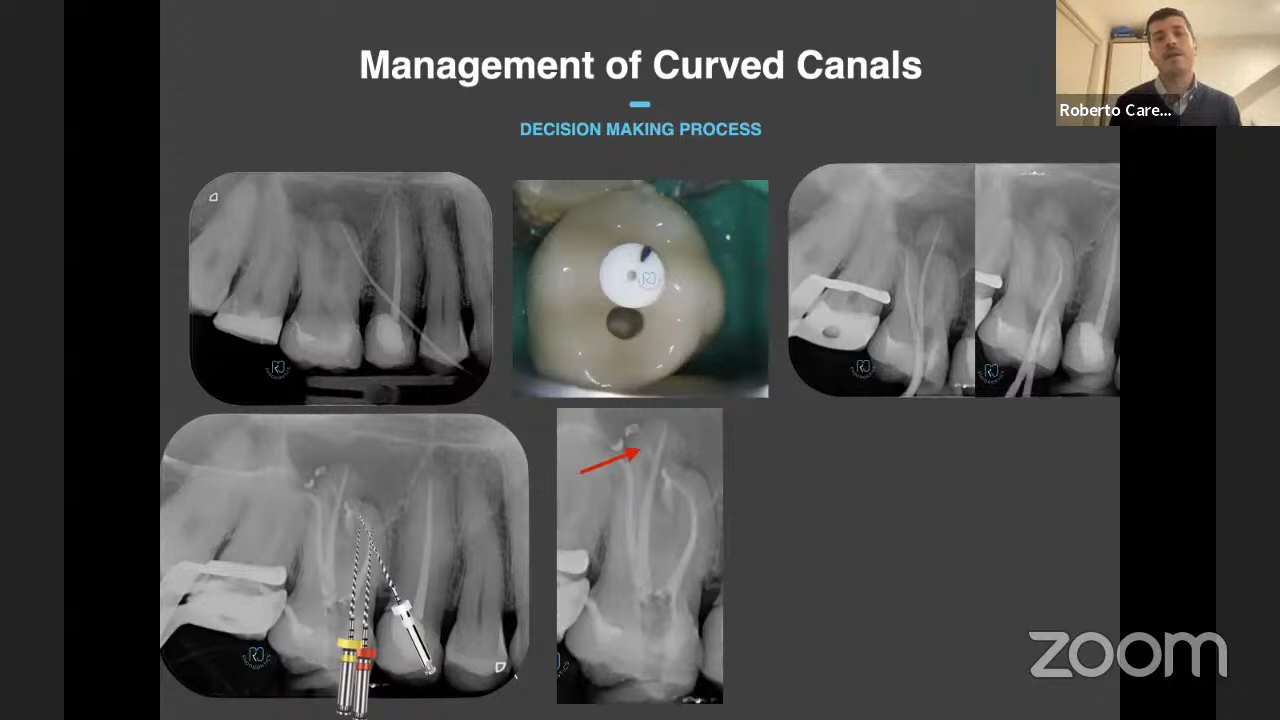 Management of Curved Canals
DECISION MAKING PROCESS
Roberto Care...
zoom